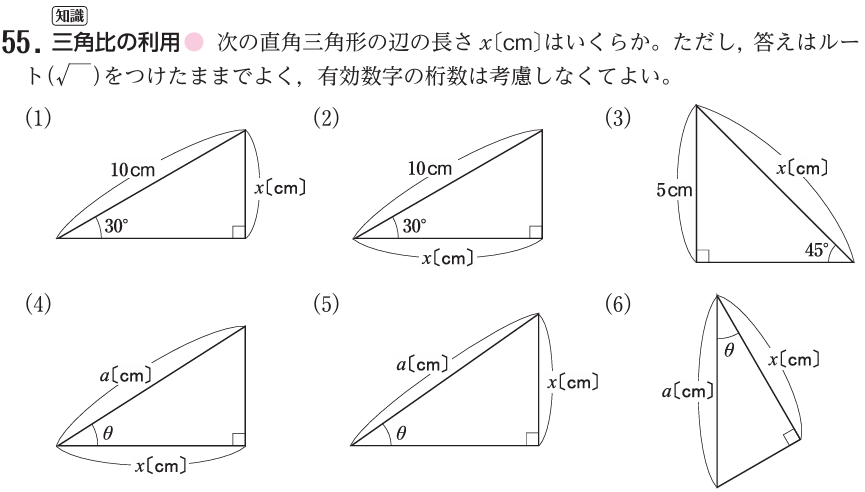 知識
55. 三角比の利用● 次の直角三角形の辺の長さ x〔cm〕はいくらか。ただし,答えはルー
ト(√‾)をつけたままでよく,有効数字の桁数は考慮しなくてよい。
(1)
10cm
x〔cm〕
30°
(2)
10cm
30°
x〔cm〕
(3)
x〔cm〕
5cm
45°
(4)
a〔cm〕
θ
x〔cm〕
(5)
a〔cm〕
x〔cm〕
θ
(6)
θ
x〔cm〕
a〔cm〕